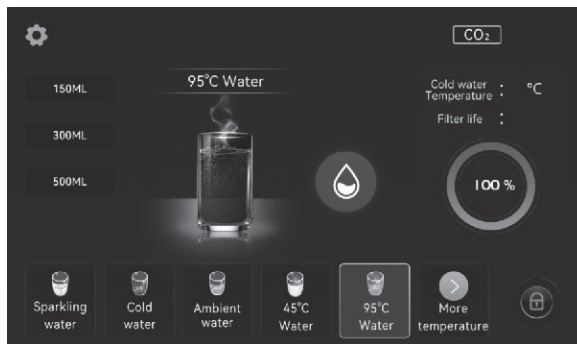 CO₂
150ML
300ML
500ML
95°C Water
Cold water
Temperature : °C
Filter life :
100 %
Sparkling
water
Cold
water
Ambient
water
45°C
Water
95°C
Water
More
temperature